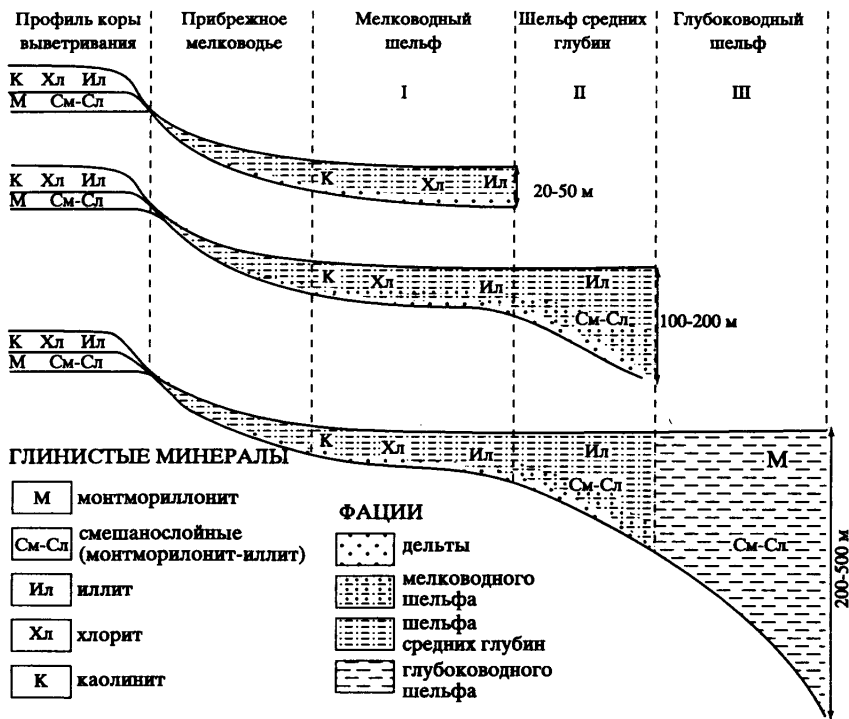 Профиль коры
выветривания
Прибрежное
мелководье
Мелководный
шельф
Шельф средних
глубин
Глубоководный
шельф
I
II
III
К Хл Ил
М См-Сл
К
Хл
Ил
20-50 м
К Хл Ил
М См-Сл
К
Хл
Ил
Ил
См-Сл
100-200 м
К Хл Ил
М См-Сл
К
Хл
Ил
Ил
См-Сл
М
См-Сл
200-500 м
ГЛИНИСТЫЕ МИНЕРАЛЫ
М монтмориллонит
См-Сл смешанослойные
(монтморилонит-иллит)
Ил иллит
Хл хлорит
К каолинит
ФАЦИИ
дельты
мелководного
шельфа
шельфа
средних глубин
глубоководного
шельфа